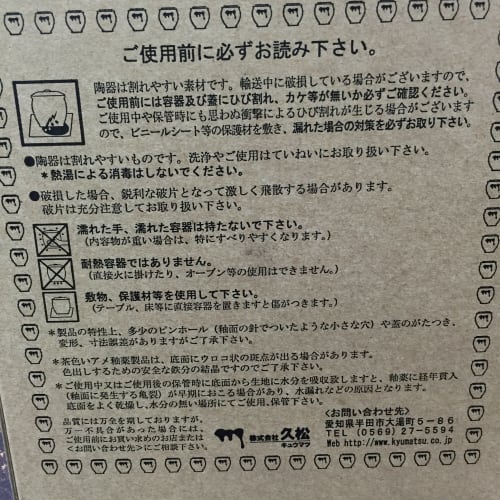 ご使用前に必ずお読み下さい。
陶器は割れやすい素材です。輸送中に破損している場合がございますので、
ご使用前には容器及び蓋にひび割れ、カケ等が無いか必ずご確認ください。
ご使用中や保管時にも思わぬ衝撃によるひび割れが生じる場合がございます
ので、ビニールシート等の保護材を敷き、漏れた場合の対策を必ずお取り下さい。
●陶器は割れやすいものです。洗浄やご使用はていねいにお取り扱い下さい。
*熱湯による消毒はしないでください。
●破損した場合、鋭利な破片となって激しく飛散する場合があります。
破片は充分注意してお取り扱い下さい。
濡れた手、濡れた容器は持たないで下さい。
(内容物が重い場合は、特にすべりやすくなります。)
耐熱容器ではありません。
(直接火に掛けたり、オーブン等の使用はできません。)
敷物、保護材等を使用して下さい。
(テーブル、床等に直接容器を置きますと傷がつきます。)
*製品の特性上、多少のピンホール(釉面の針でついたような小さな穴)や蓋のがたつき、
変形、寸法誤差がありますがご了承下さい。
*茶色いアメ釉薬製品は、底面にウロコ状の斑点が出る場合があります。
色出しするための安全な鉄分の結晶ですのでご了承下さい。
*ご使用中又はご使用後の保管時に底面から生地に水分を吸収致しますと、釉薬に経年貫入
(釉面に発生する亀裂)が早期におこる場合があり、水漏れなどの原因となります。
底面をよく乾燥し、水分の無い場所にてご使用、保管下さい。
品質には万全を期しておりますが、
万一不具合があった場合には、
ご使用前にお買い求めのお店または
<お問い合わせ先>にご相談下さい。
株式会社 久松
キュウマツ
<お問い合わせ先>
愛知県半田市大湯町5-86
TEL (0569)27-5594
Web http://www.kyumatsu.co.jp